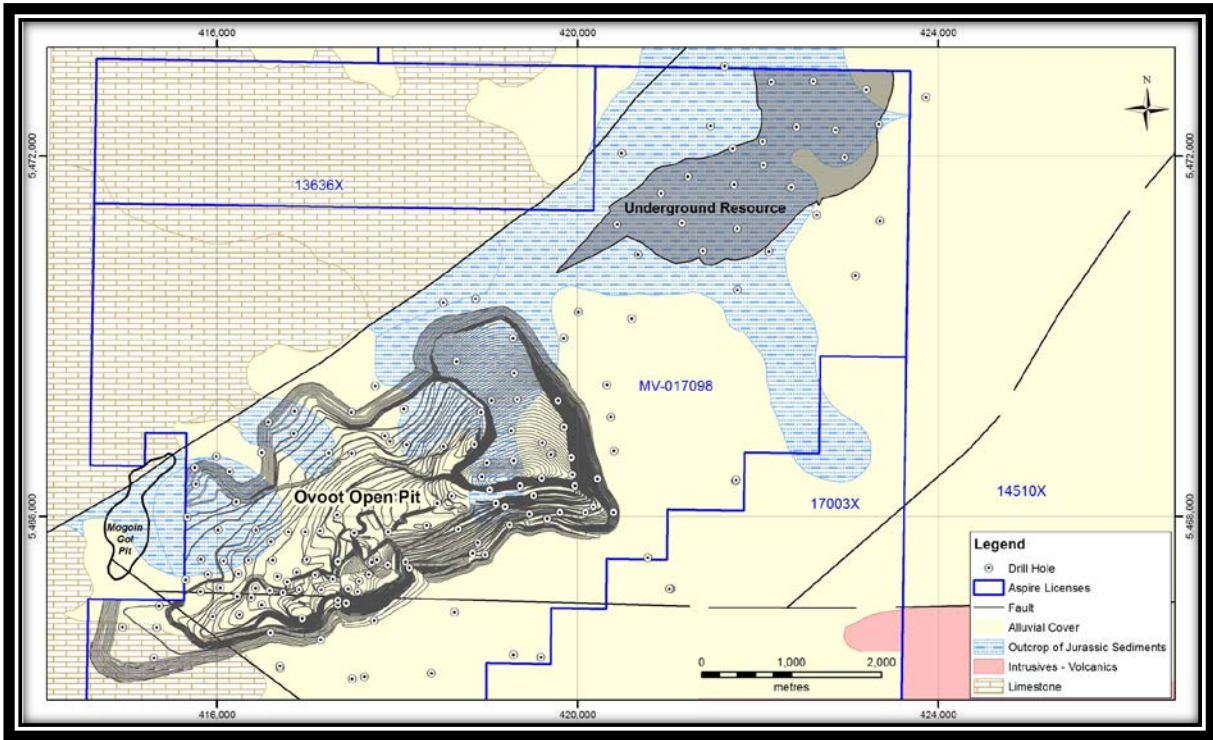 416,000
420,000
424,000
N
5,472,000
5,472,000
13636X
Underground Resource
MV-017098
Ovoot Open Pit
17003X
14510X
Mogoin
Gol
Pit
5,468,000
5,468,000
Legend
Drill Hole
Aspire Licenses
Fault
Alluvial Cover
Outcrop of Jurassic Sediments
Intrusives - Volcanics
Limestone
0 1,000 2,000
metres
416,000
420,000
424,000